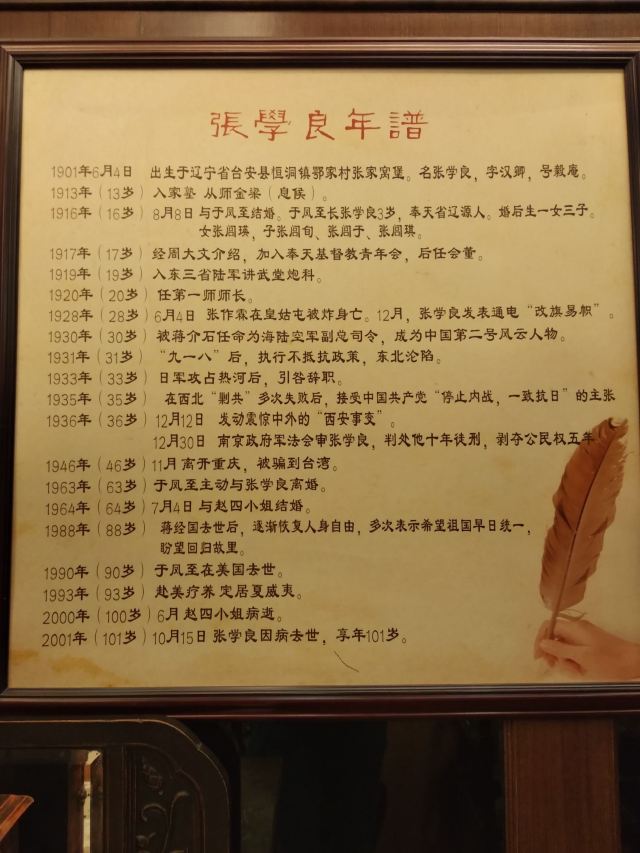 張學良年譜
1901年6月4日 出生于辽宁省台安县恒洞镇鄂家村张家窝堡。名张学良，字汉卿，号毅庵。
1913年（13岁）入家塾 从师金梁（息侯）。
1916年（16岁）8月8日 与于凤至结婚。于凤至长张学良3岁，奉天省辽源人。婚后生一女三子。
女张闾瑛，子张闾旬、张闾于、张闾琪。
1917年（17岁）经周大文介绍，加入奉天基督教青年会，后任会董。
1919年（19岁）入东三省陆军讲武堂炮科。
1920年（20岁）任第一师师长。
1928年（28岁）6月4日 张作霖在皇姑屯被炸身亡。12月，张学良发表通电“改旗易帜”。
1930年（30岁）被蒋介石任命为海陆空军副总司令，成为中国第二号风云人物。
1931年（31岁）“九一八”后，执行不抵抗政策，东北沦陷。
1933年（33岁）日军攻占热河后，引咎辞职。
1935年（35岁）在西北“剿共”多次失败后，接受中国共产党“停止内战，一致抗日”的主张
1936年（36岁）12月12日 发动震惊中外的“西安事变”。
12月30日 南京政府军法会审张学良，判处他十年徒刑，剥夺公民权五年
1946年（46岁）11月离开重庆，被骗到台湾。
1963年（63岁）于凤至主动与张学良离婚。
1964年（64岁）7月4日 与赵四小姐结婚。
1988年（88岁）蒋经国去世后，逐渐恢复人身自由，多次表示希望祖国早日统一，
盼望回归故里。
1990年（90岁）于凤至在美国去世。
1993年（93岁）赴美疗养 定居夏威夷。
2000年（100岁）6月 赵四小姐病逝。
2001年（101岁）10月15日 张学良因病去世，享年101岁。